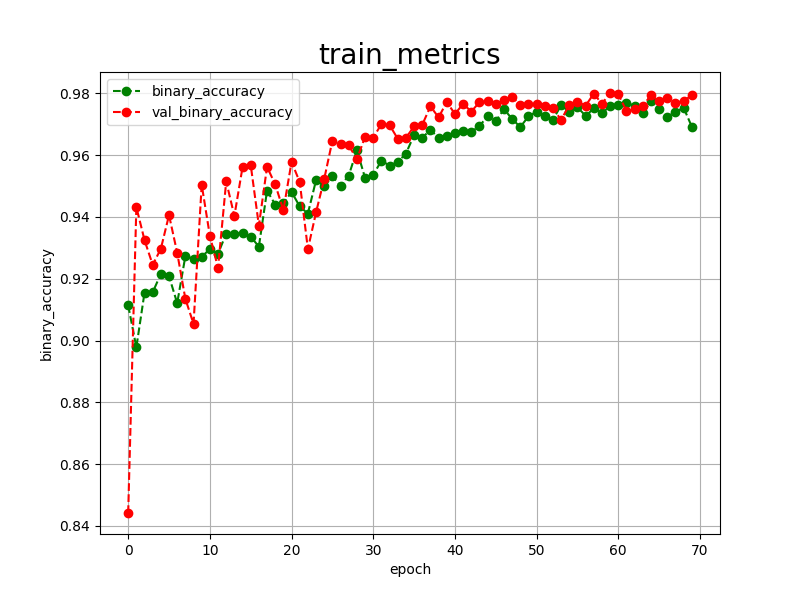 train_metrics
binary_accuracy
val_binary_accuracy
0.98
0.96
0.94
0.92
0.90
0.88
0.86
0.84
binary_accuracy
0 10 20 30 40 50 60 70
epoch